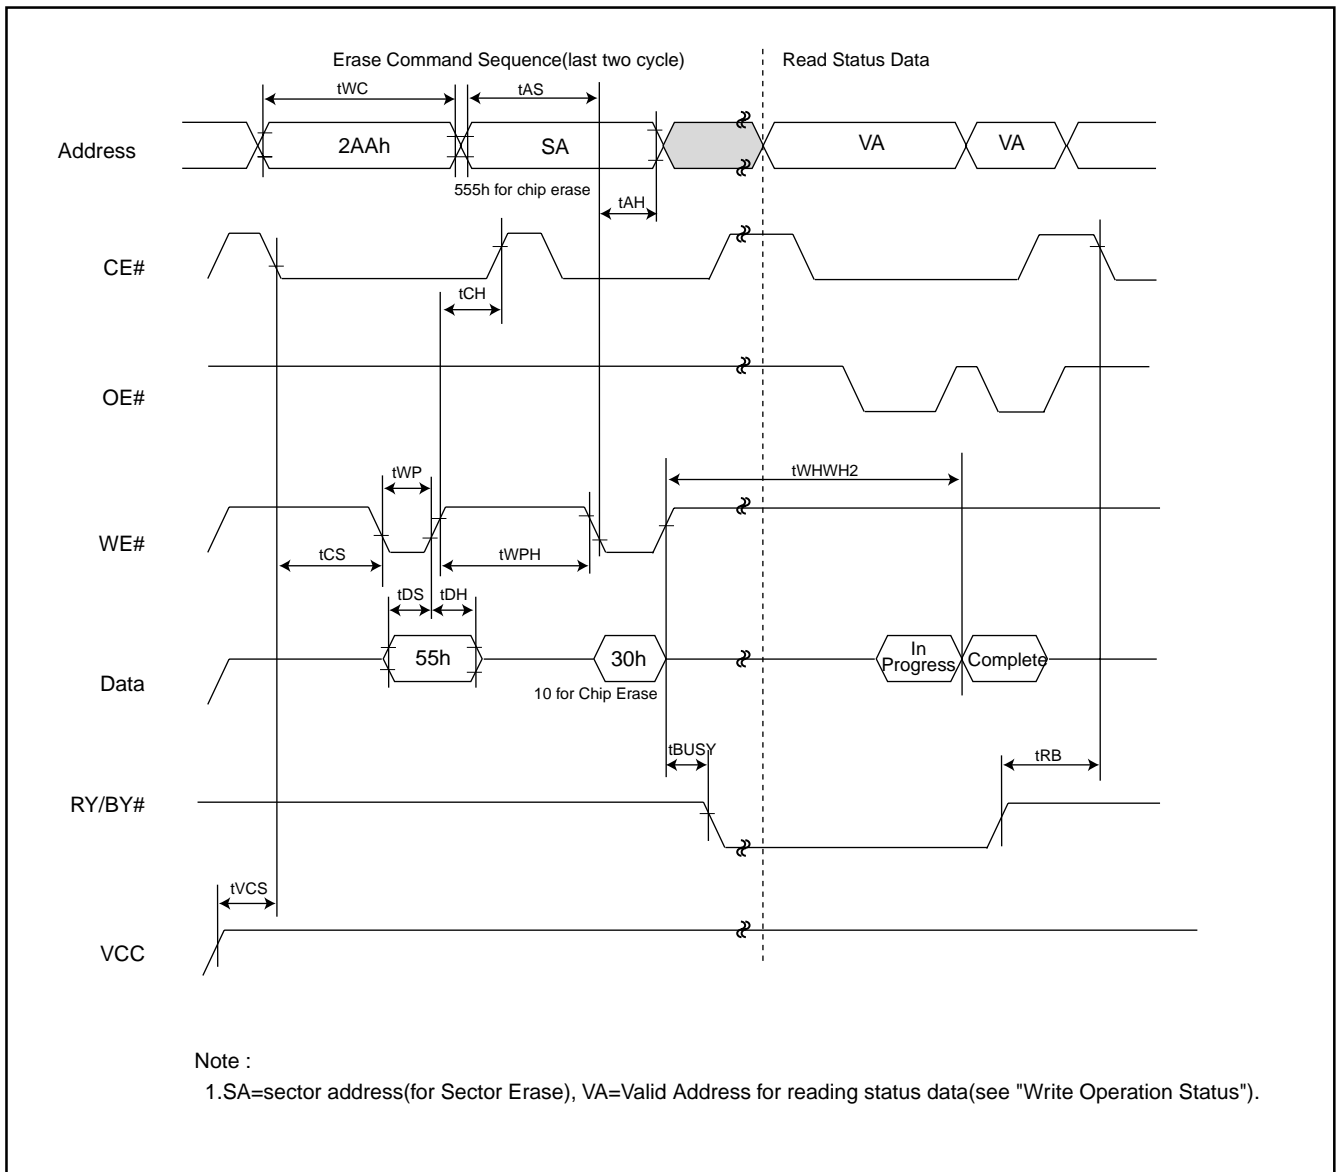 Erase Command Sequence(last two cycle)
Read Status Data
tWC
tAS
Address
2AAh
SA
VA
VA
555h for chip erase
tAH
CE#
tCH
OE#
tWP
tWHWH2
WE#
tCS
tWPH
tDS
tDH
Data
55h
30h
In
Progress
Complete
10 for Chip Erase
tBUSY
tRB
RY/BY#
tVCS
VCC
Note :
1.SA=sector address(for Sector Erase), VA=Valid Address for reading status data(see "Write Operation Status").